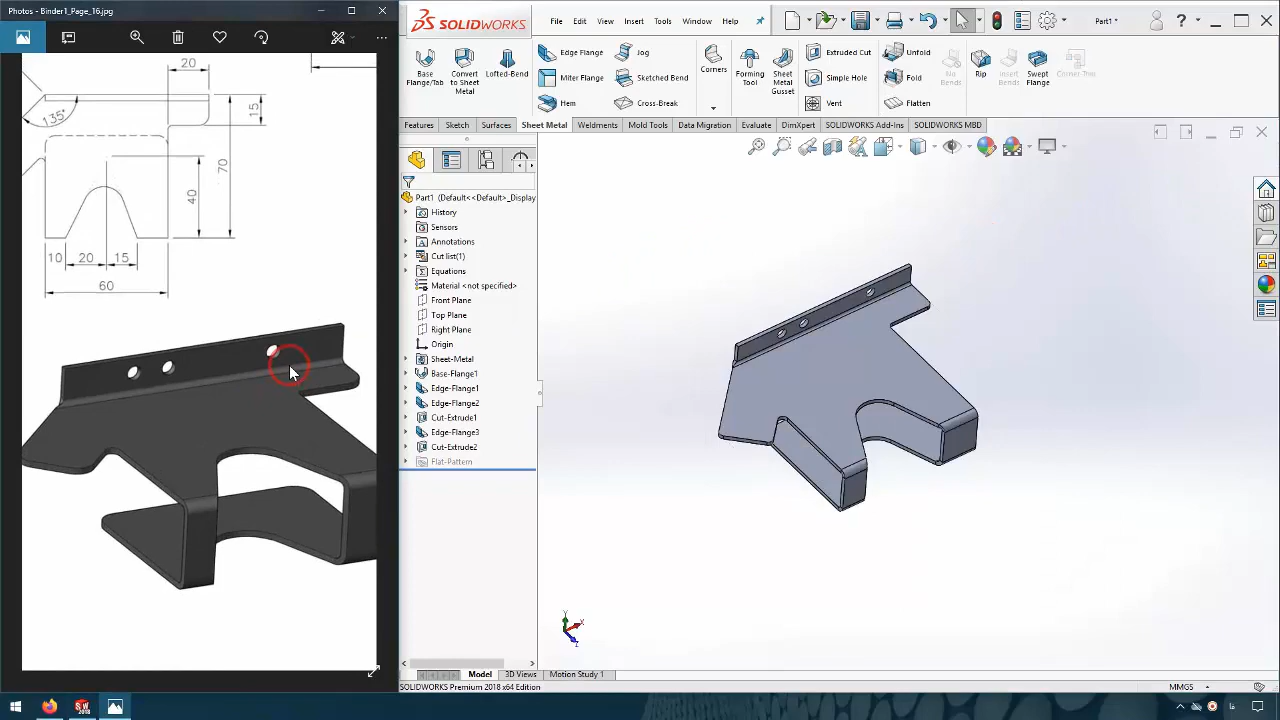 Photos - Binder1_Page_16.jpg
20
135°
15
70
40
10 20 15
60
SOLIDWORKS
File Edit View Insert Tools Window Part1 *
Base Flange/Tab
Convert to Sheet Metal
Lofted-Bend
Edge Flange
Miter Flange
Hem
Jog
Sketched Bend
Cross-Break
Corners
Forming Tool
Sheet Metal Gusset
Extruded Cut
Simple Hole
Vent
Unfold
Fold
Flatten
No Bends
Rip
Insert Bends
Swept Flange
Features Sketch Surfaces Sheet Metal Weldments Mold Tools Data Migration Evaluate DimXpert SOLIDWORKS Add-Ins SOLIDWORKS MBD
Part1 (Default<<Default>_Display
History
Sensors
Annotations
Cut list(1)
Equations
Material <not specified>
Front Plane
Top Plane
Right Plane
Origin
Sheet-Metal
Base-Flange1
Edge-Flange1
Edge-Flange2
Cut-Extrude1
Edge-Flange3
Cut-Extrude2
Flat-Pattern
Y
X
Z
Model 3D Views Motion Study 1
SOLIDWORKS Premium 2018 x64 Edition MMGS